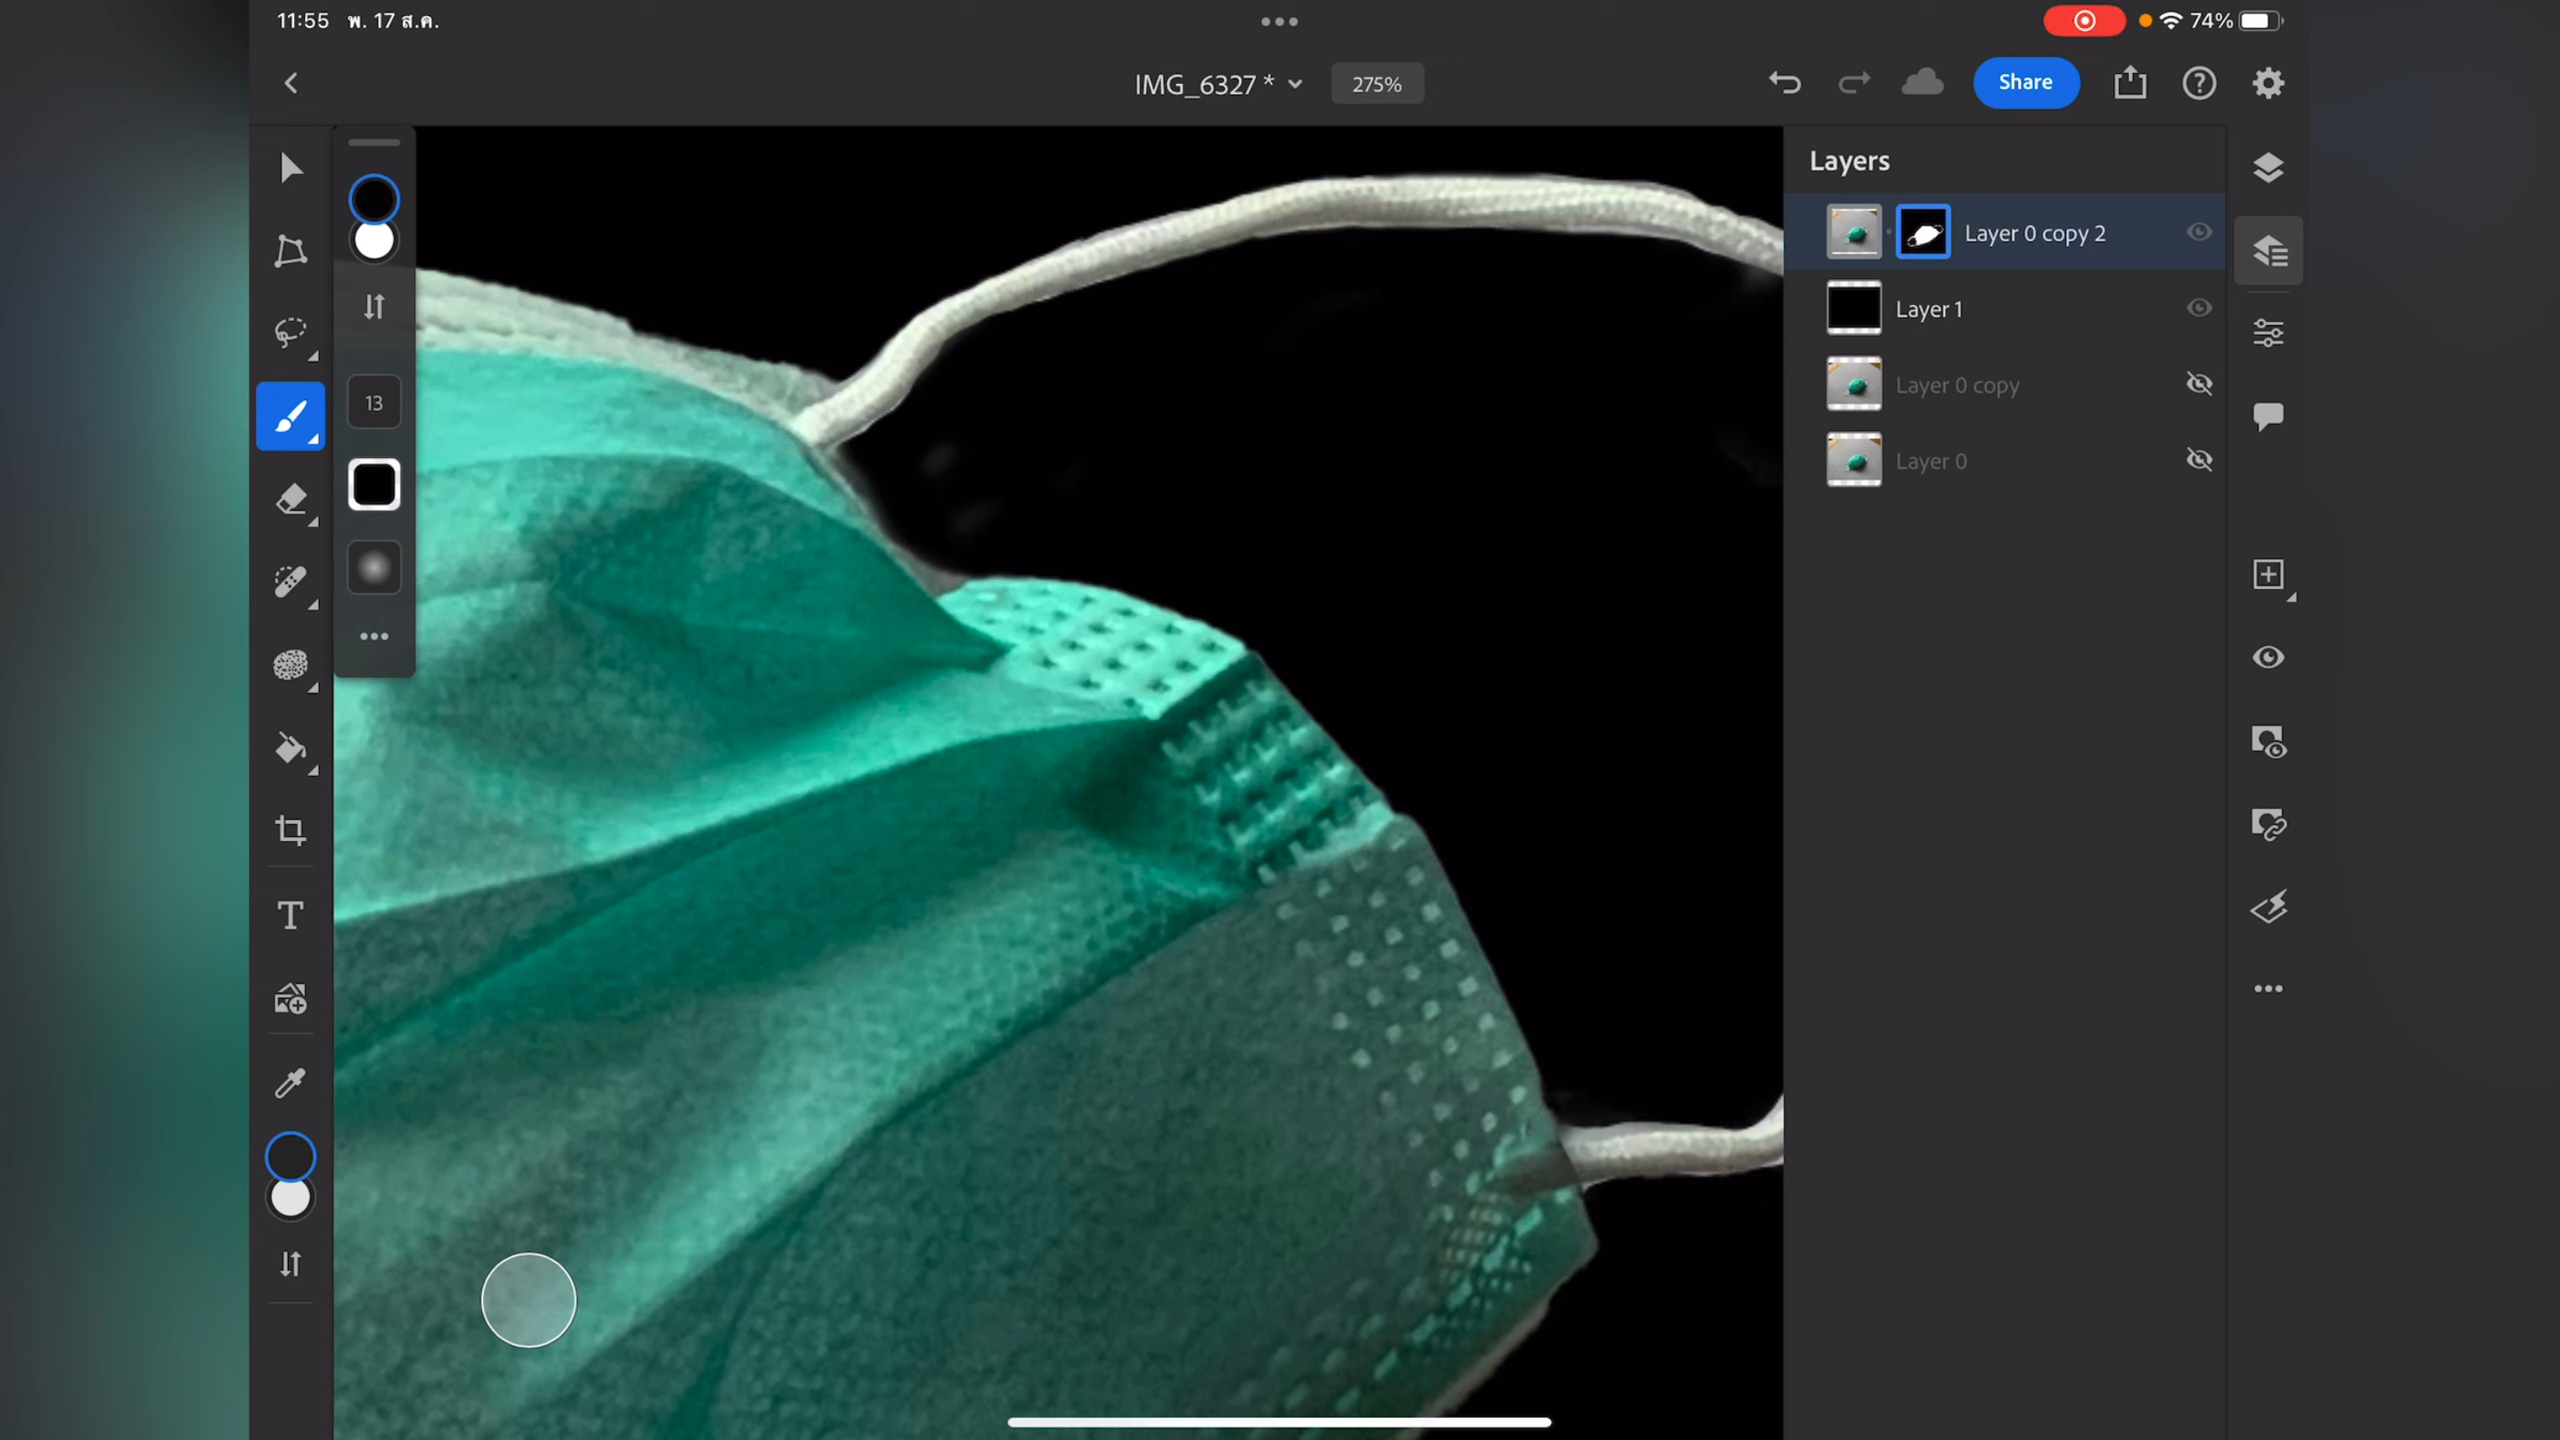 11:55 พ. 17 ส.ค.
74%
IMG_6327 *
275%
Share
Layers
Layer 0 copy 2
Layer 1
Layer 0 copy
Layer 0
13